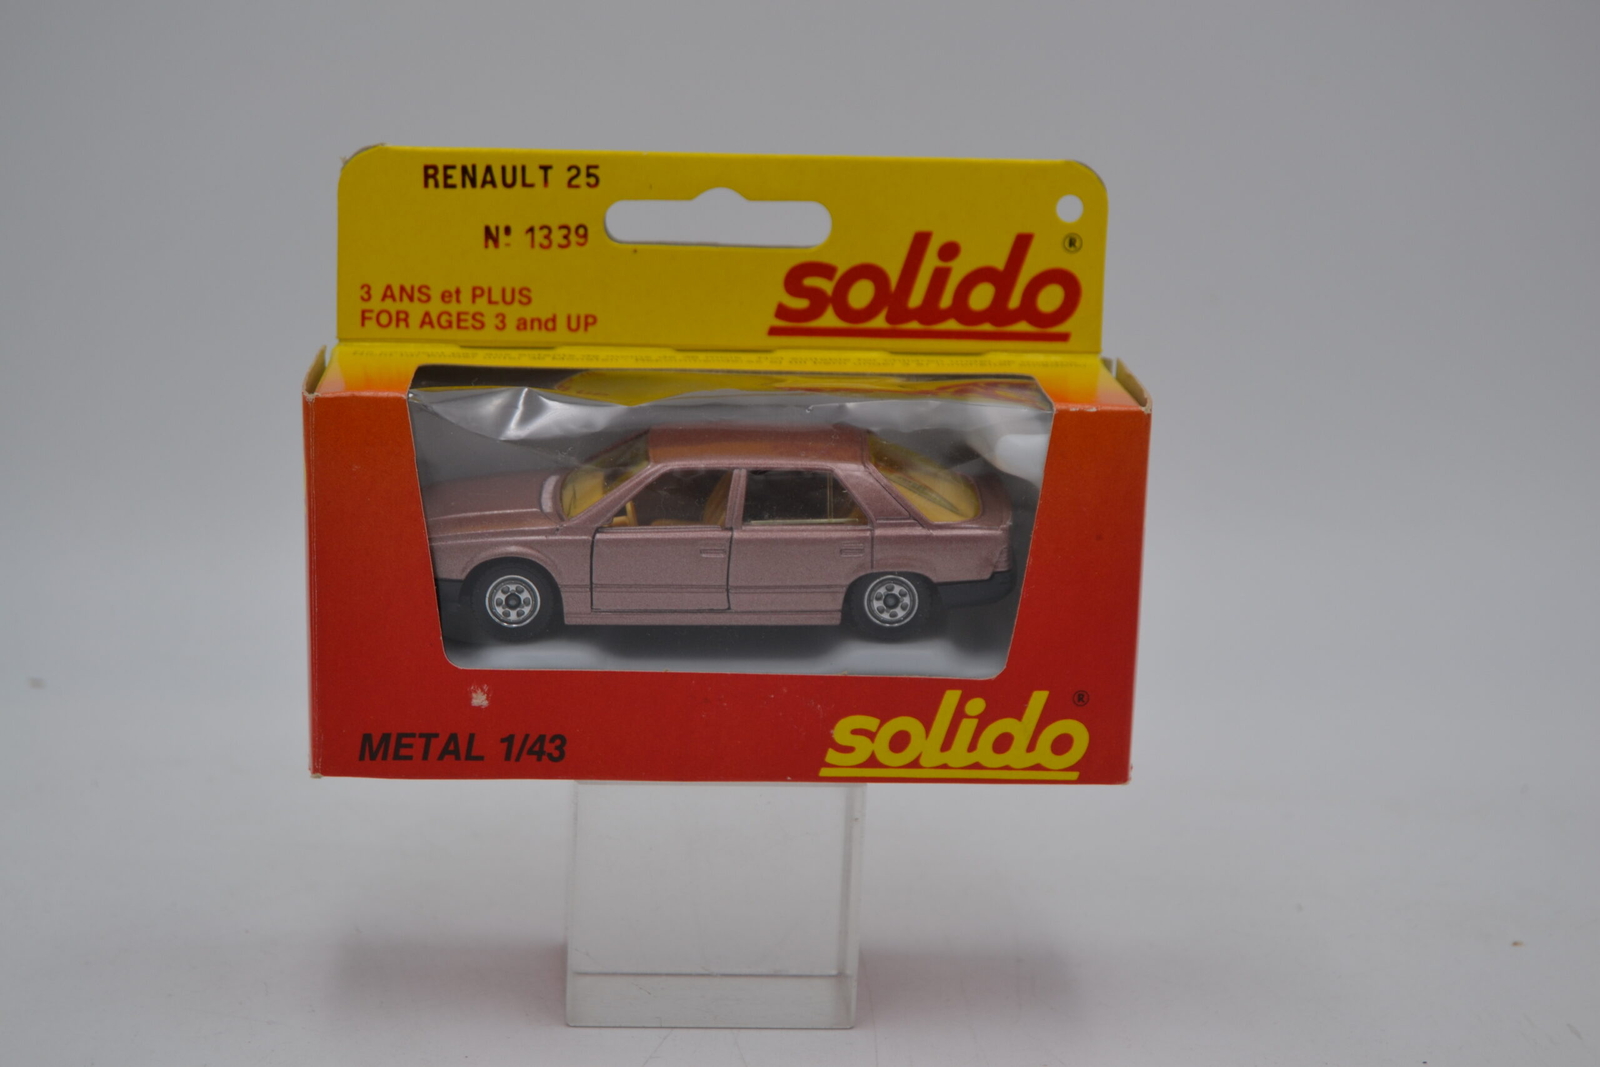 RENAULT 25
Nº 1339
3 ANS et PLUS
FOR AGES 3 and UP
solido ®
METAL 1/43
solido ®